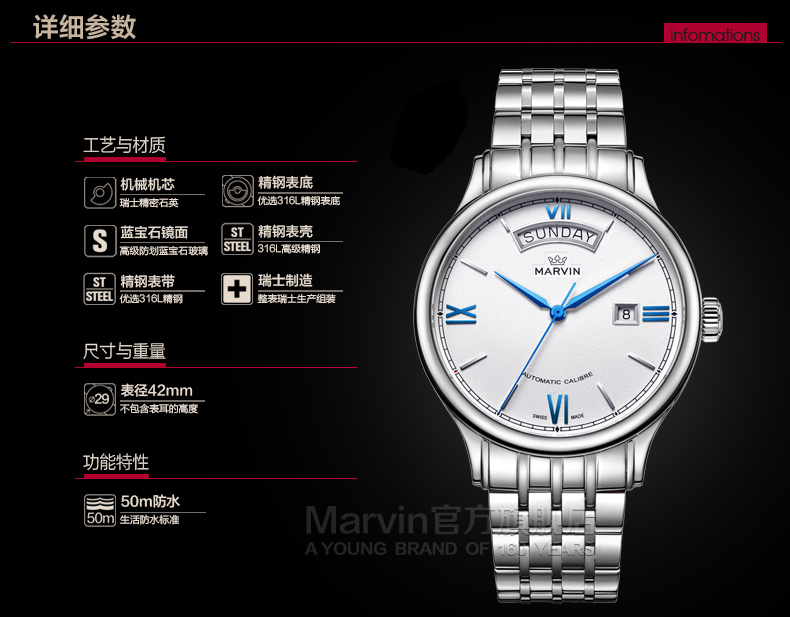 详细参数
infomations
工艺与材质
机械机芯
瑞士精密石英
精钢表底
优选316L精钢表底
S
蓝宝石镜面
高级防划蓝宝石玻璃
ST
STEEL
精钢表壳
316L高级精钢
ST
STEEL
精钢表带
优选316L精钢
瑞士制造
整表瑞士生产组装
尺寸与重量
⌀29
表径42mm
不包含表耳的高度
功能特性
50m
50m防水
生活防水标准
VII
SUNDAY
MARVIN
8
AUTOMATIC CALIBRE
VI
SWISS MADE
Marvin官方旗舰店
A YOUNG BRAND OF 160 YEARS